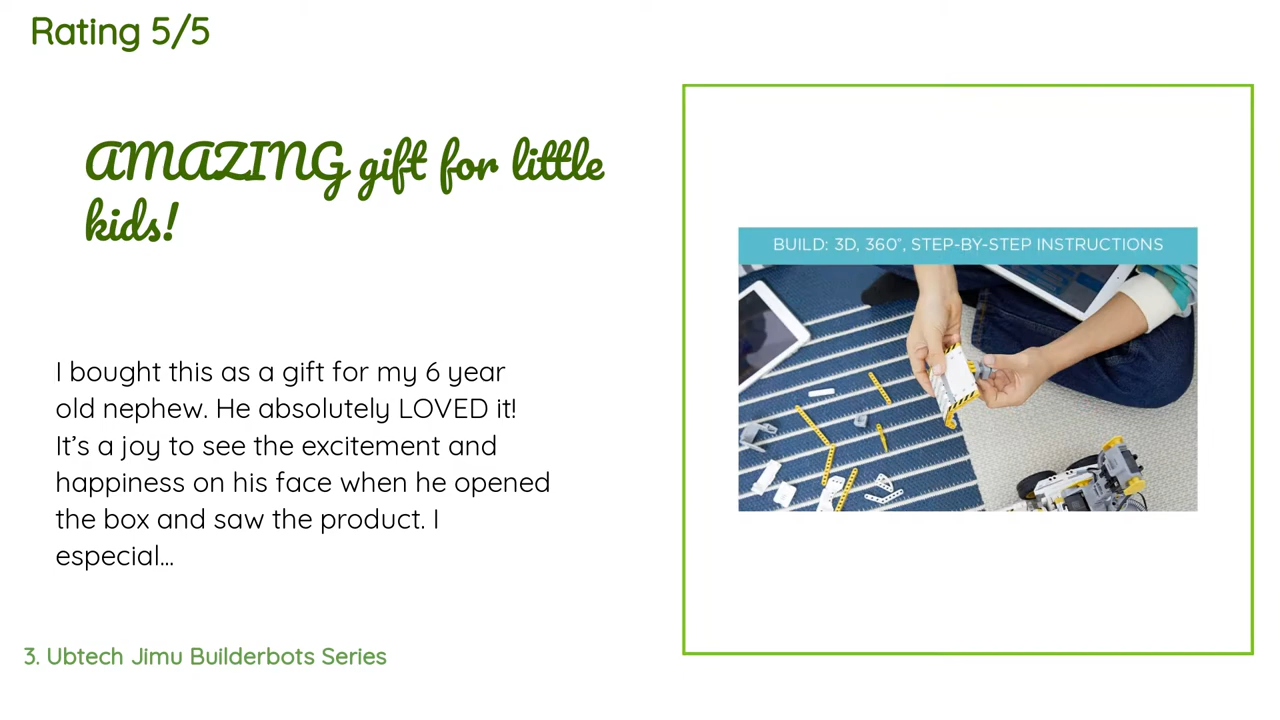 Rating 5/5
AMAZING gift for little
kids!
I bought this as a gift for my 6 year
old nephew. He absolutely LOVED it!
It’s a joy to see the excitement and
happiness on his face when he opened
the box and saw the product. I
especial...
3. Ubtech Jimu Builderbots Series
BUILD: 3D, 360°, STEP-BY-STEP INSTRUCTIONS